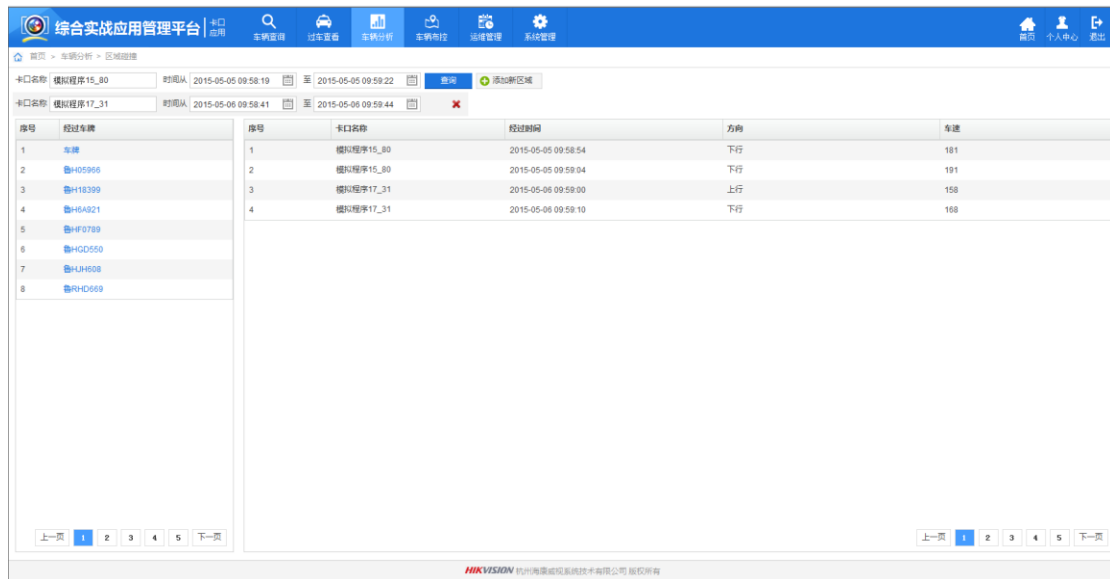 综合实战应用管理平台 卡口应用 车辆查询 过车查看 车辆分析 车辆布控 运维管理 系统管理 首页 个人中心 退出
首页 > 车辆分析 > 区域碰撞
卡口名称 模拟程序15_80 时间从 2015-05-05 09:58:19 至 2015-05-05 09:59:22 查询 添加新区域
卡口名称 模拟程序17_31 时间从 2015-05-06 09:58:41 至 2015-05-06 09:59:44
序号 经过车牌 序号 卡口名称 经过时间 方向 车速
1 车牌 1 模拟程序15_80 2015-05-05 09:58:54 下行 181
2 鲁H05966 2 模拟程序15_80 2015-05-05 09:59:04 下行 191
3 鲁H18399 3 模拟程序17_31 2015-05-06 09:59:00 上行 158
4 鲁H6A921 4 模拟程序17_31 2015-05-06 09:59:10 下行 168
5 鲁HF0789
6 鲁HGD550
7 鲁HJH608
8 鲁RHD669
上一页 1 2 3 4 5 下一页 上一页 1 2 3 4 5 下一页
HIKVISION 杭州海康威视系统技术有限公司 版权所有